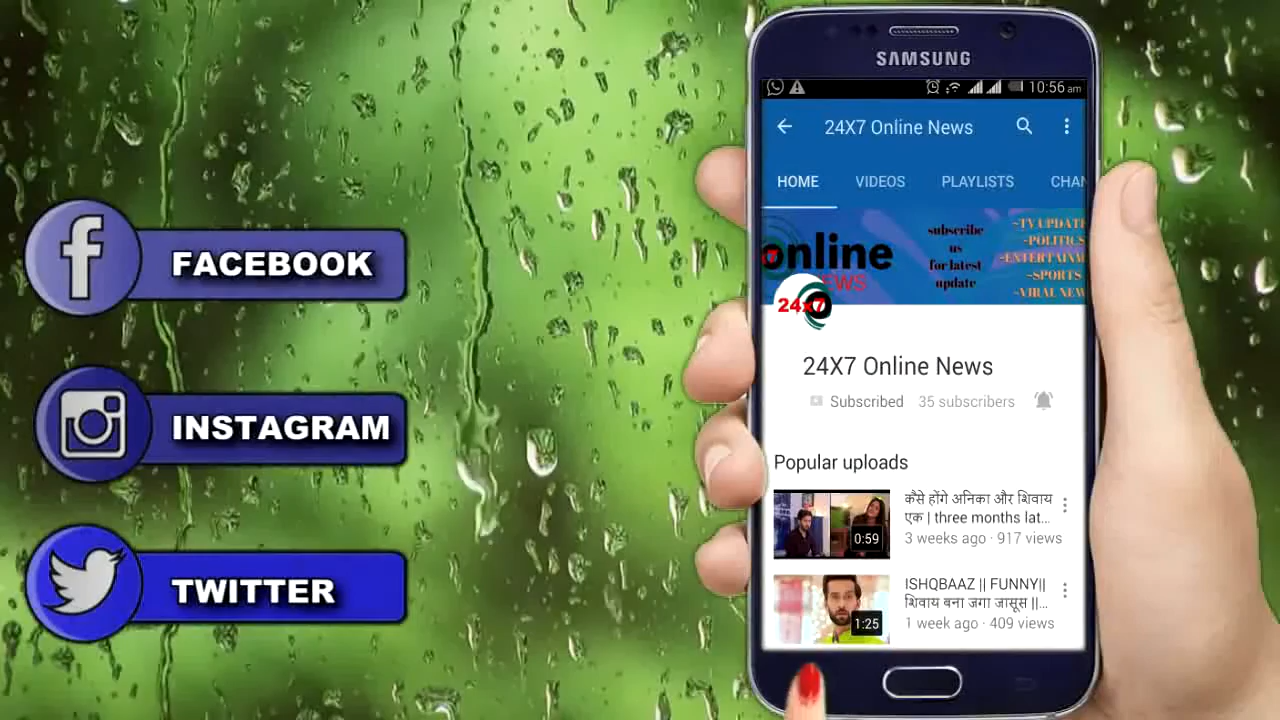 FACEBOOK
INSTAGRAM
TWITTER
SAMSUNG
10:56 am
24X7 Online News
HOME VIDEOS PLAYLISTS CHAN
online
NEWS
subscribe
us
for latest
update
~TV UPDATE
~POLITICS
~ENTERTAINM
~SPORTS
~VIRAL NEW
24x7
24X7 Online News
Subscribed 35 subscribers
Popular uploads
कैसे होंगे अनिका और शिवाय
एक | three months lat...
3 weeks ago · 917 views
0:59
ISHQBAAZ || FUNNY||
शिवाय बना जगा जासूस ||...
1 week ago · 409 views
1:25